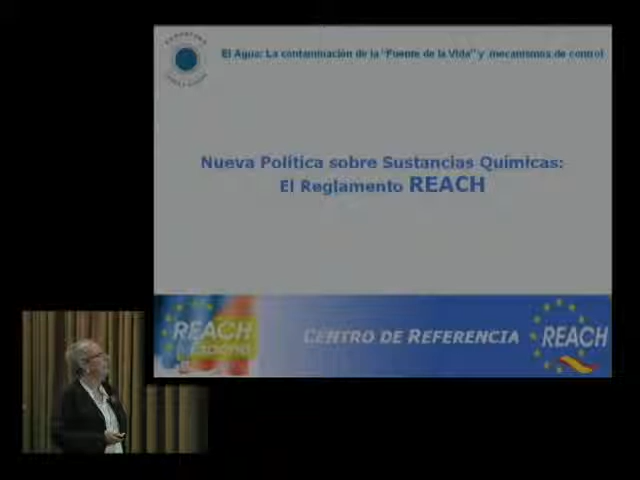 El Agua: La contaminación de la "Fuente de la Vida" y mecanismos de control
Nueva Política sobre Sustancias Químicas:
El Reglamento REACH
REACH
CENTRO DE REFERENCIA
REACH